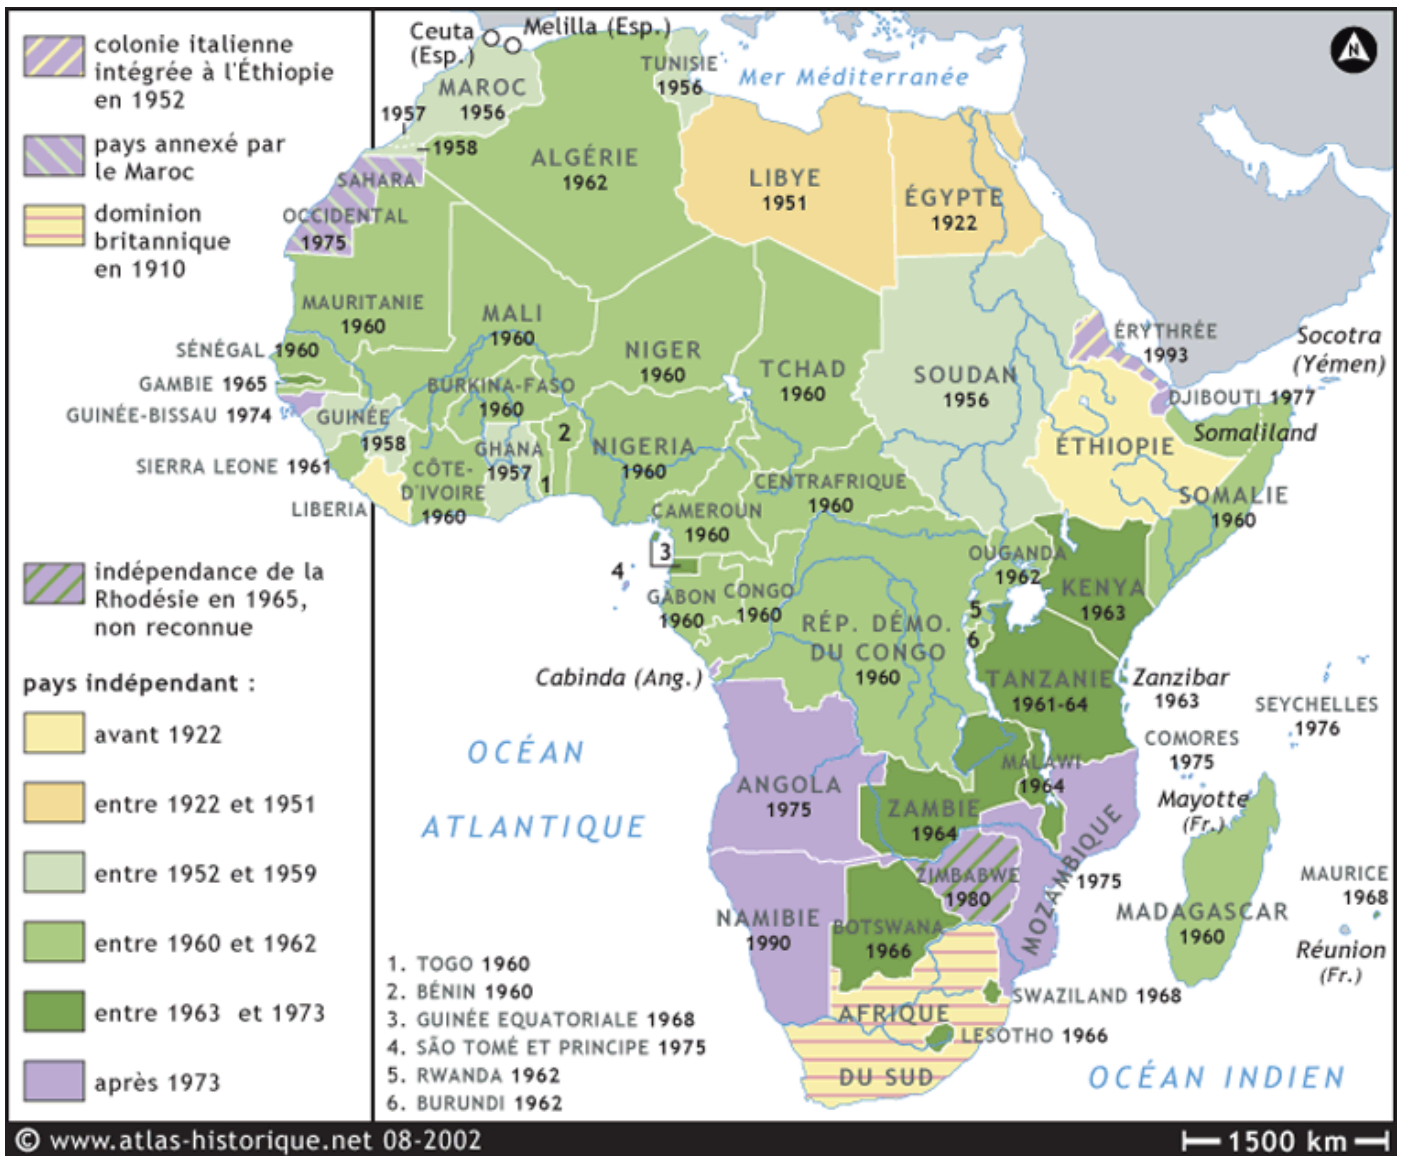 colonie italienne
intégrée à l'Éthiopie
en 1952
pays annexé par
le Maroc
dominion
britannique
en 1910
indépendance de la
Rhodésie en 1965,
non reconnue
pays indépendant :
avant 1922
entre 1922 et 1951
entre 1952 et 1959
entre 1960 et 1962
entre 1963 et 1973
après 1973
Ceuta
(Esp.)
Melilla (Esp.)
N
Mer Méditerranée
TUNISIE
1956
MAROC
1956
1957
1958
ALGÉRIE
1962
LIBYE
1951
ÉGYPTE
1922
SAHARA
OCCIDENTAL
1975
MAURITANIE
1960
MALI
1960
NIGER
1960
TCHAD
1960
SOUDAN
1956
ÉRYTHRÉE
1993
Socotra
(Yémen)
DJIBOUTI 1977
Somaliland
ÉTHIOPIE
SOMALIE
1960
SÉNÉGAL 1960
GAMBIE 1965
GUINÉE-BISSAU 1974
GUINÉE
1958
SIERRA LEONE 1961
LIBERIA
BURKINA-FASO
1960
CÔTE-
D'IVOIRE
1960
GHANA
1957
1
2
NIGERIA
1960
CENTRAFRIQUE
1960
CAMEROUN
1960
3
4
GABON
1960
CONGO
1960
RÉP. DÉMO.
DU CONGO
1960
OUGANDA
1962
KENYA
1963
5
6
TANZANIE
1961-64
Zanzibar
1963
SEYCHELLES
1976
COMORES
1975
Mayotte
(Fr.)
Cabinda (Ang.)
OCÉAN
ATLANTIQUE
ANGOLA
1975
ZAMBIE
1964
MALAWI
1964
MOZAMBIQUE
1975
ZIMBABWE
1980
NAMIBIE
1990
BOTSWANA
1966
MADAGASCAR
1960
MAURICE
1968
Réunion
(Fr.)
AFRIQUE
DU SUD
SWAZILAND 1968
LESOTHO 1966
OCÉAN INDIEN
1. TOGO 1960
2. BÉNIN 1960
3. GUINÉE EQUATORIALE 1968
4. SÃO TOMÉ ET PRINCIPE 1975
5. RWANDA 1962
6. BURUNDI 1962
© www.atlas-historique.net 08-2002
1500 km